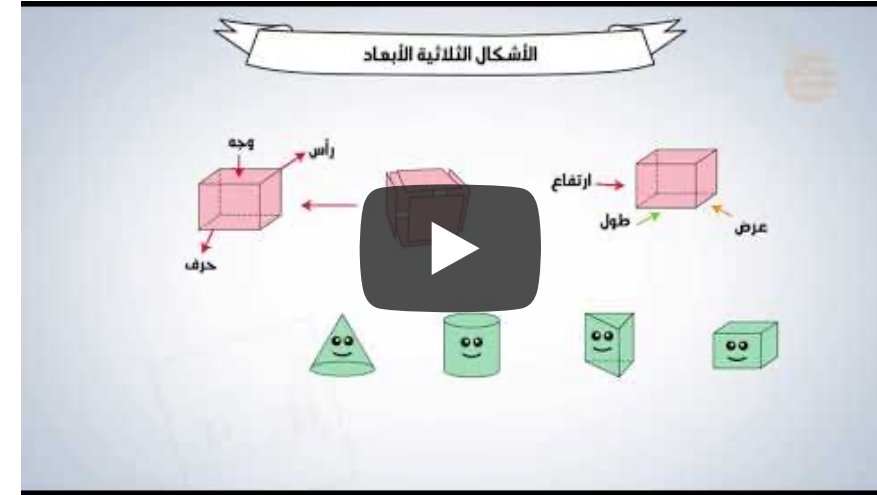 الأشكال الثلاثية الأبعاد
وجه
رأس
حرف
ارتفاع
طول
عرض